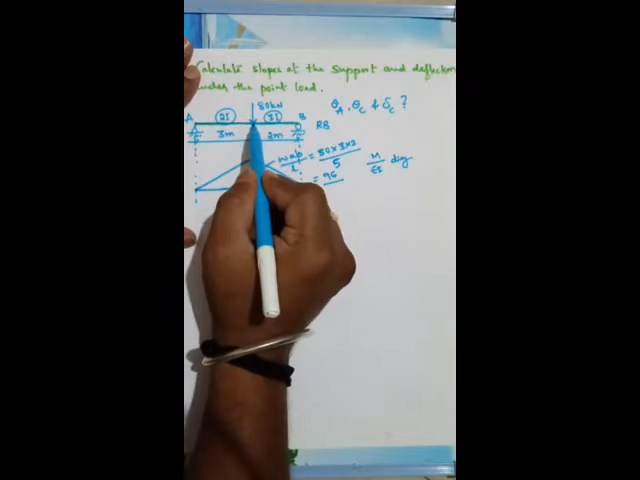 Calculate slopes at the support and deflection
under the point load.
80kN
θA, θC & δC ?
A 2I 3I B
3m 2m RB
wab/L = 80×3×2/5
M/EI dig
= 96